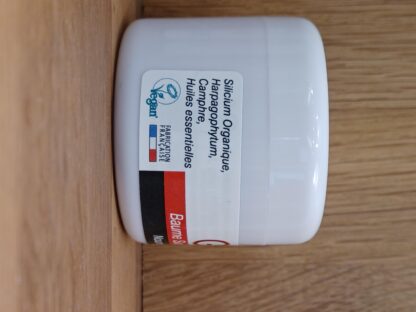 Silicium Organique,
Harpagophytum,
Camphre,
Huiles essentielles
Vegan
FABRICATION
FRANÇAISE
Baume